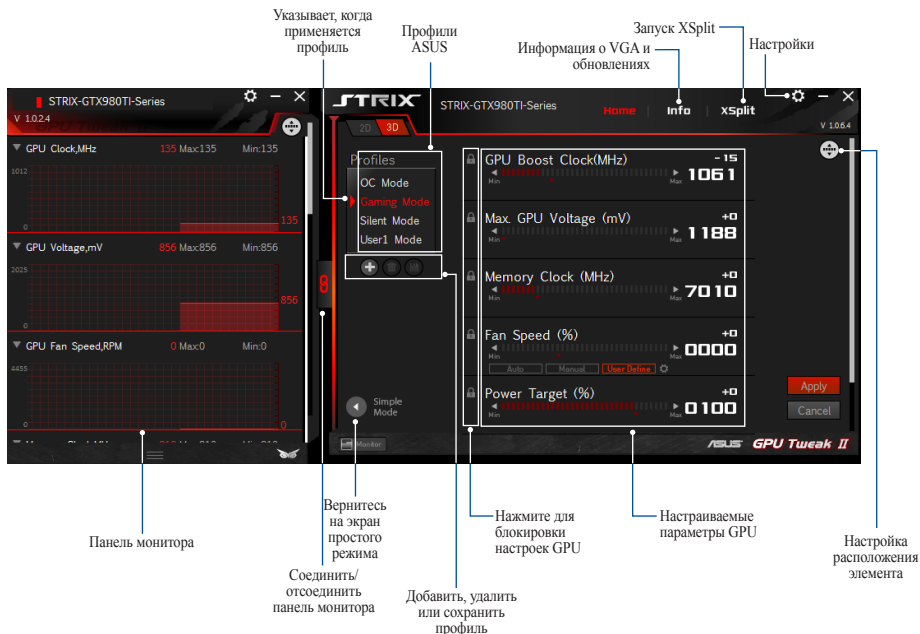 Указывает, когда
применяется
профиль
Профили
ASUS
Информация о VGA и
обновлениях
Запуск XSplit
Настройки
STRIX-GTX980TI-Series
V 1.0.2.4
GPU Clock,MHz 135 Max:135 Min:135
1012
135
0
GPU Voltage,mV 856 Max:856 Min:856
2025
856
0
GPU Fan Speed,RPM 0 Max:0 Min:0
4455
0
0
STRIX STRIX-GTX980TI-Series
Home | Info | XSplit
V 1.0.6.4
2D 3D
Profiles
OC Mode
Gaming Mode
Silent Mode
User1 Mode
Simple
Mode
Monitor
GPU Boost Clock(MHz) -15
Min Max 1061
Max. GPU Voltage (mV) +0
Min Max 1188
Memory Clock (MHz) +0
Min Max 7010
Fan Speed (%) +0
Min Max 0000
Auto Manual User Define
Power Target (%) +0
Min Max 0100
Apply
Cancel
ASUS GPU Tweak II
Панель монитора
Вернитесь
на экран
простого
режима
Соединить/
отсоединить
панель монитора
Добавить, удалить
или сохранить
профиль
Нажмите для
блокировки
настроек GPU
Настраиваемые
параметры GPU
Настройка
расположения
элемента